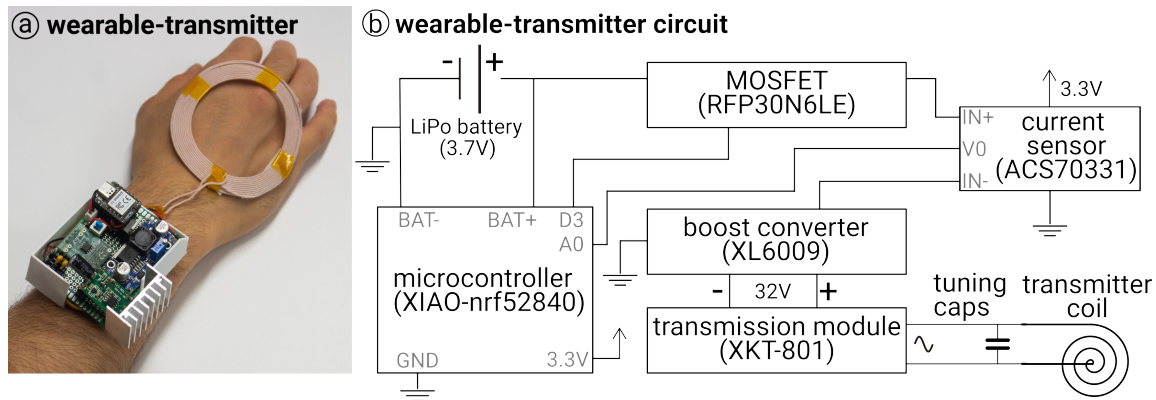 ⓐ wearable-transmitter
ⓑ wearable-transmitter circuit
- +
LiPo battery
(3.7V)
MOSFET
(RFP30N6LE)
3.3V
IN+
V0
IN-
current
sensor
(ACS70331)
BAT-
BAT+
D3
A0
microcontroller
(XIAO-nrf52840)
GND
3.3V
boost converter
(XL6009)
- 32V +
transmission module
(XKT-801)
tuning
caps
transmitter
coil